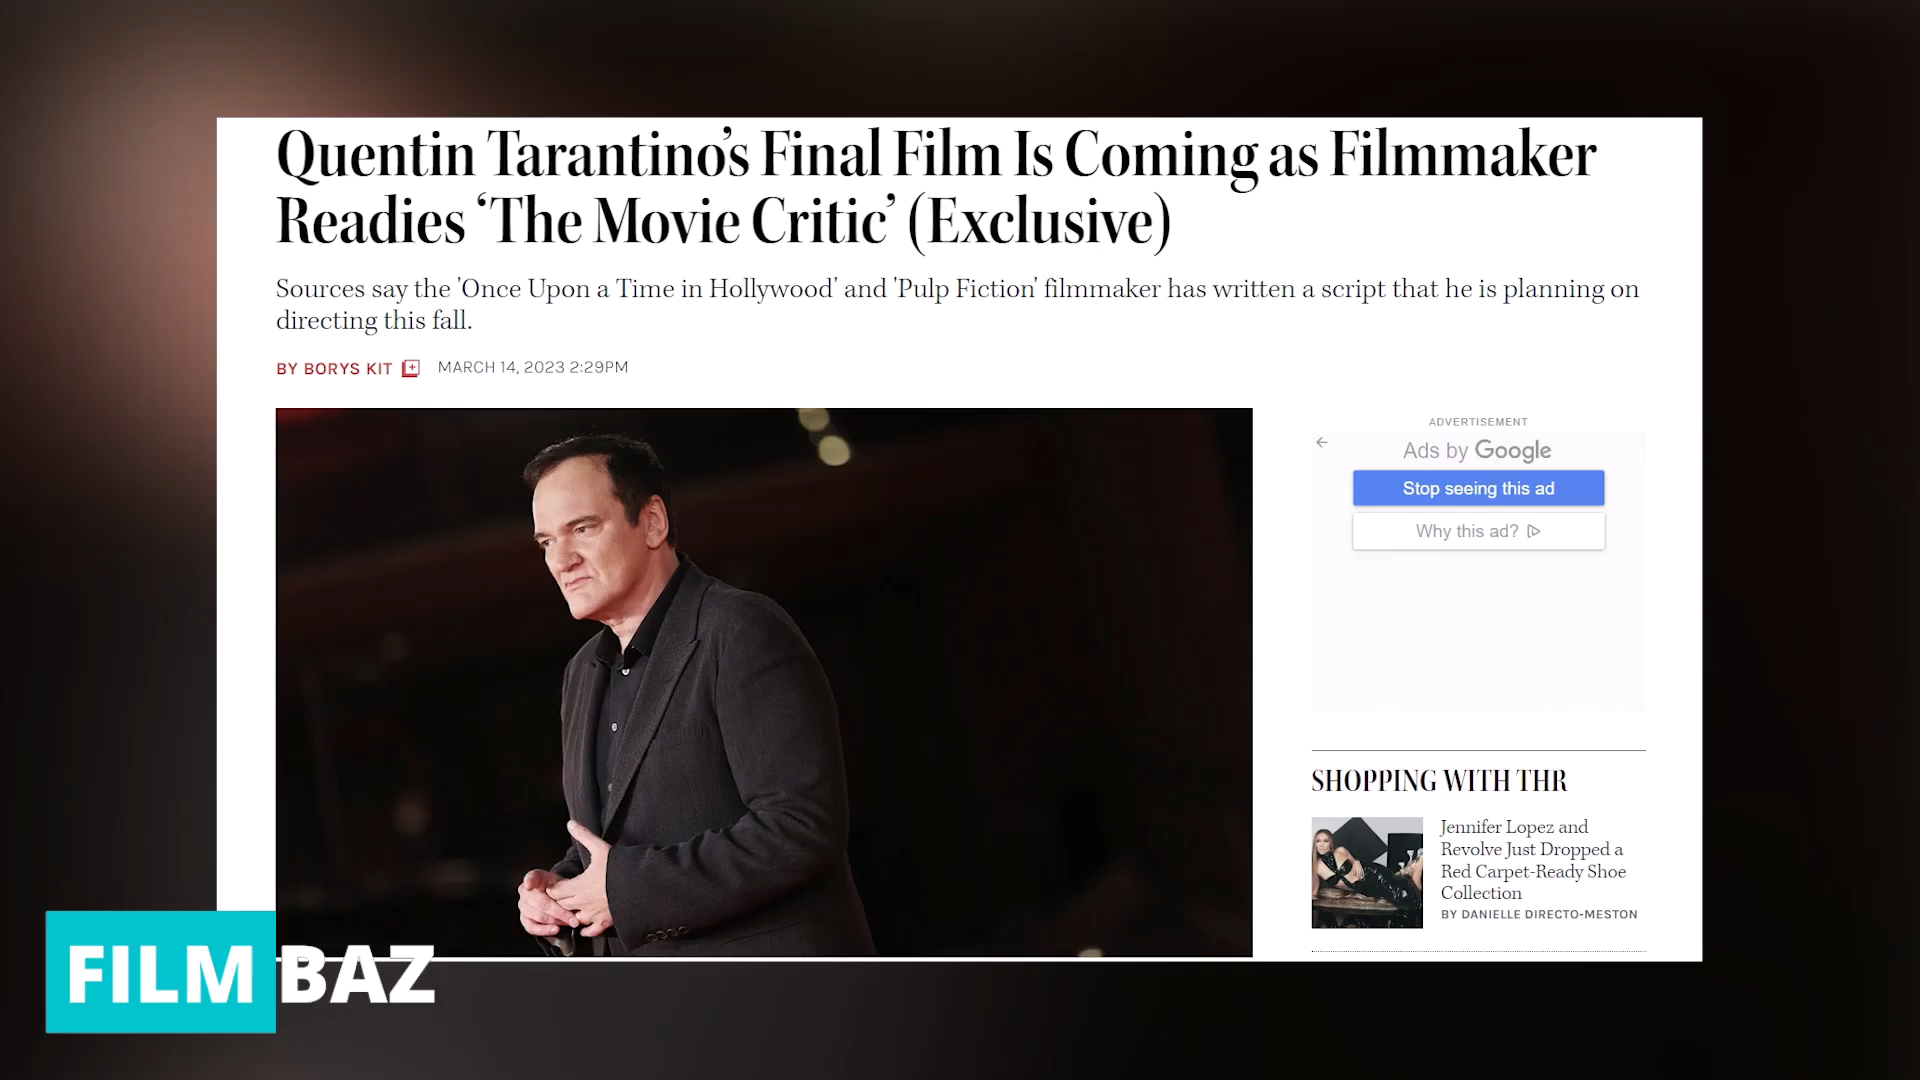 Quentin Tarantino's Final Film Is Coming as Filmmaker
Readies ‘The Movie Critic’ (Exclusive)
Sources say the 'Once Upon a Time in Hollywood' and 'Pulp Fiction' filmmaker has written a script that he is planning on
directing this fall.
BY BORYS KIT MARCH 14, 2023 2:29PM
ADVERTISEMENT
Ads by Google
Stop seeing this ad
Why this ad?
SHOPPING WITH THR
Jennifer Lopez and
Revolve Just Dropped a
Red Carpet-Ready Shoe
Collection
BY DANIELLE DIRECTO-MESTON
FILM BAZ